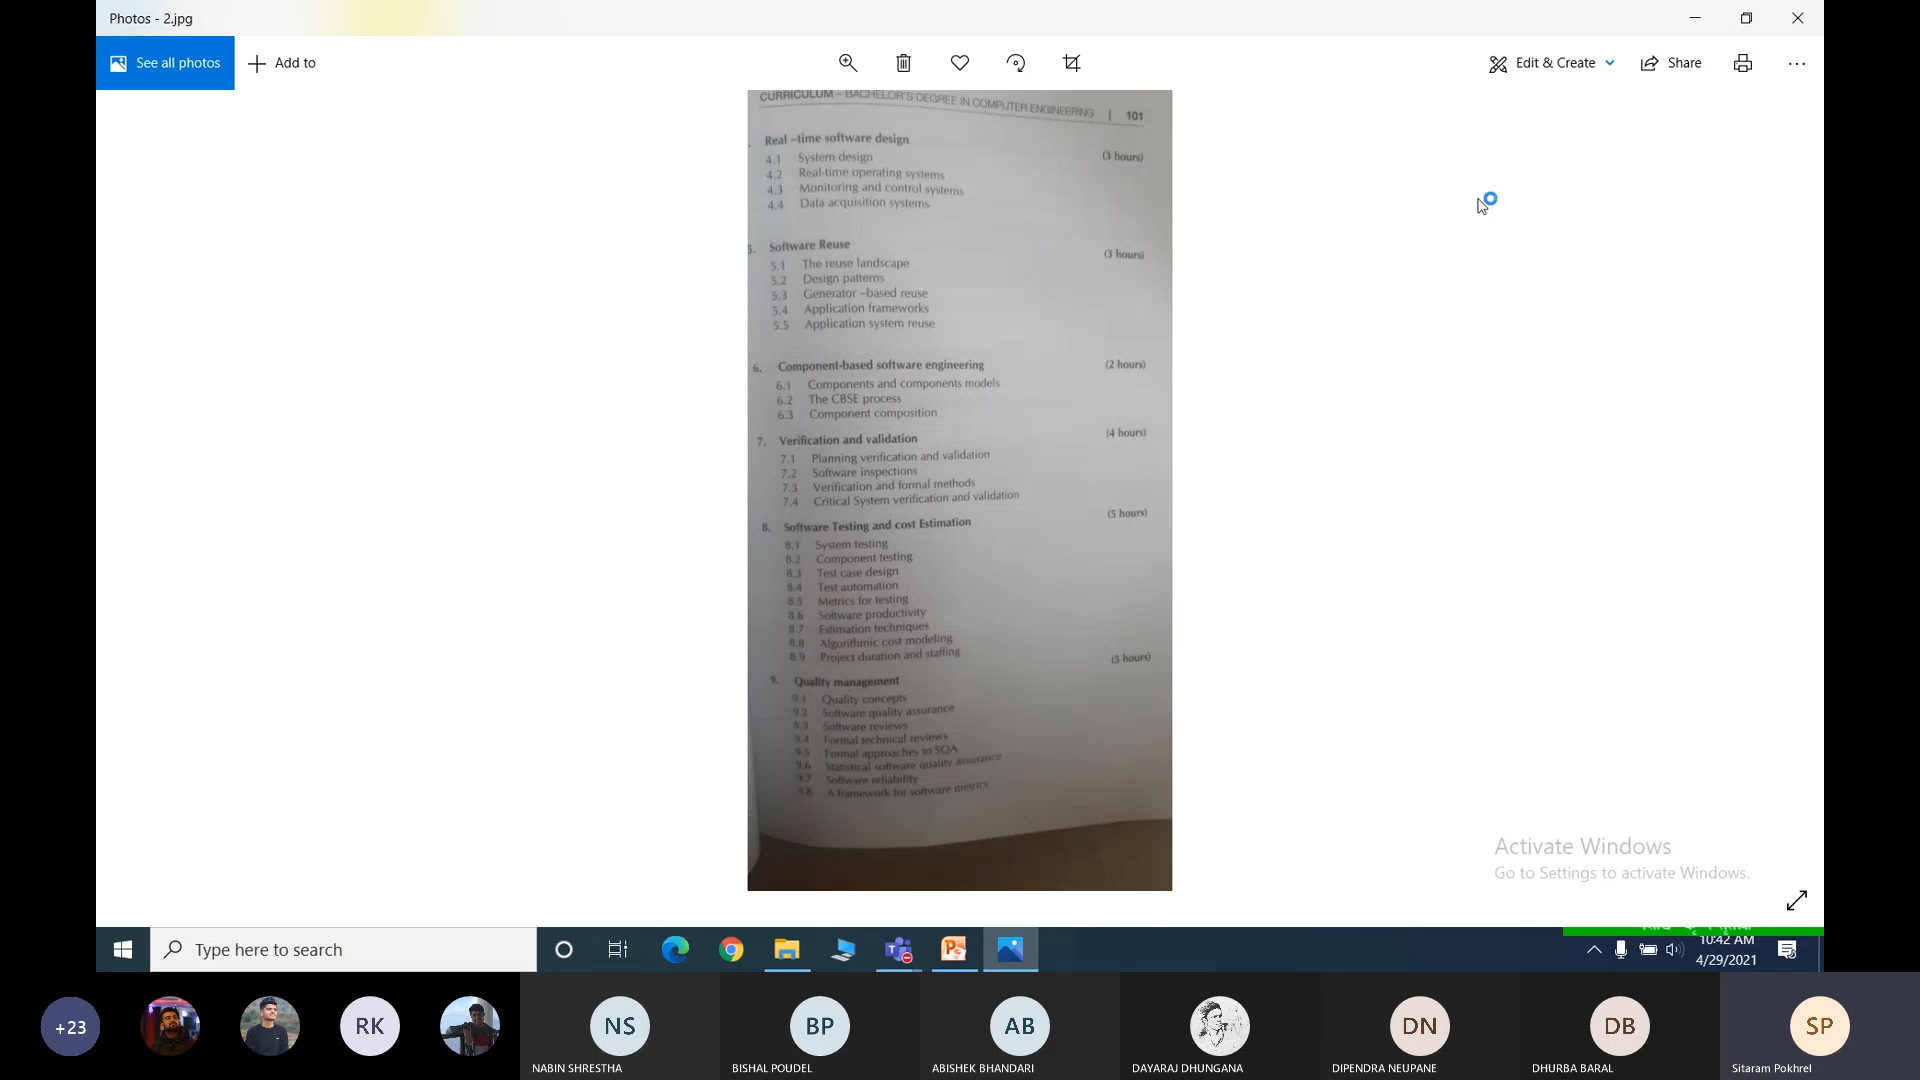 Photos - 2.jpg
See all photos
Add to
Edit & Create
Share
CURRICULUM – BACHELOR'S DEGREE IN COMPUTER ENGINEERING | 101
Real –time software design
(3 hours)
4.1 System design
4.2 Real-time operating systems
4.3 Monitoring and control systems
4.4 Data acquisition systems
5. Software Reuse
(3 hours)
5.1 The reuse landscape
5.2 Design patterns
5.3 Generator –based reuse
5.4 Application frameworks
5.5 Application system reuse
6. Component-based software engineering (2 hours)
6.1 Components and components models
6.2 The CBSE process
6.3 Component composition
7. Verification and validation (4 hours)
7.1 Planning verification and validation
7.2 Software inspections
7.3 Verification and formal methods
7.4 Critical System verification and validation
8. Software Testing and cost Estimation (5 hours)
8.1 System testing
8.2 Component testing
8.3 Test case design
8.4 Test automation
8.5 Metrics for testing
8.6 Software productivity
8.7 Estimation techniques
8.8 Algorithmic cost modeling
8.9 Project duration and staffing
9. Quality management (5 hours)
9.1 Quality concepts
9.2 Software quality assurance
8.3 Software reviews
9.4 Formal technical reviews
9.5 Formal approaches to SQA
9.6 Statistical software quality assurance
9.7 Software reliability
9.8 A framework for software metrics
Activate Windows
Go to Settings to activate Windows.
Type here to search
10:42 AM
4/29/2021
+23
RK
NS
BP
AB
DN
DB
SP
NABIN SHRESTHA
BISHAL POUDEL
ABISHEK BHANDARI
DAYARAJ DHUNGANA
DIPENDRA NEUPANE
DHURBA BARAL
Sitaram Pokhrel